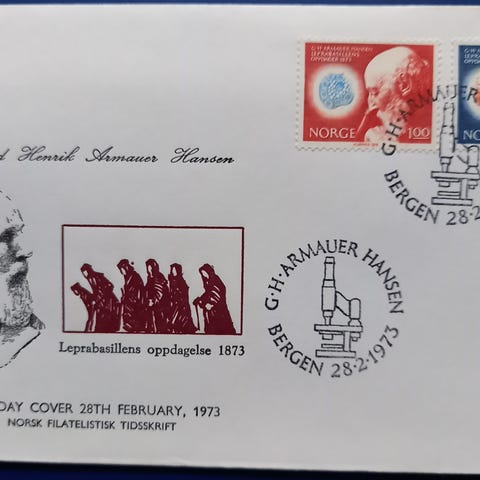 G·H·ARMAUER HANSEN
LEPRABASILLENS
OPPDAGER 1873
NORGE 1.00
G·H·ARMAUER
BERGEN 28·2
Henrik Armauer Hansen
G·H·ARMAUER HANSEN
BERGEN 28·2·1973
Leprabasillens oppdagelse 1873
DAY COVER 28TH FEBRUARY, 1973
NORSK FILATELISTISK TIDSSKRIFT